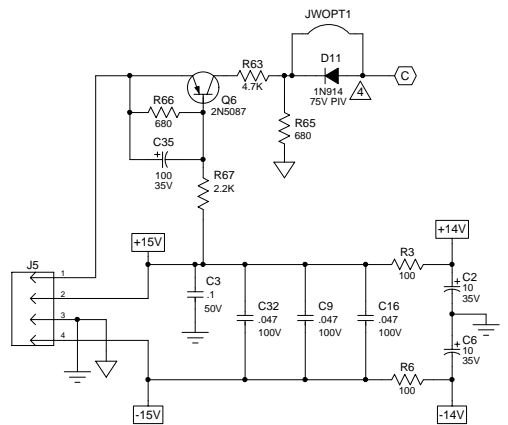 JWOPT1
D11
1N914
75V PIV
4
C
R63
4.7K
Q6
2N5087
R66
680
R65
680
C35
+
100
35V
R67
2.2K
+15V
+14V
J5
1
2
3
4
C3
.1
50V
C32
.047
100V
C9
.047
100V
C16
.047
100V
R3
100
+
C2
10
35V
+
C6
10
35V
R6
100
-15V
-14V